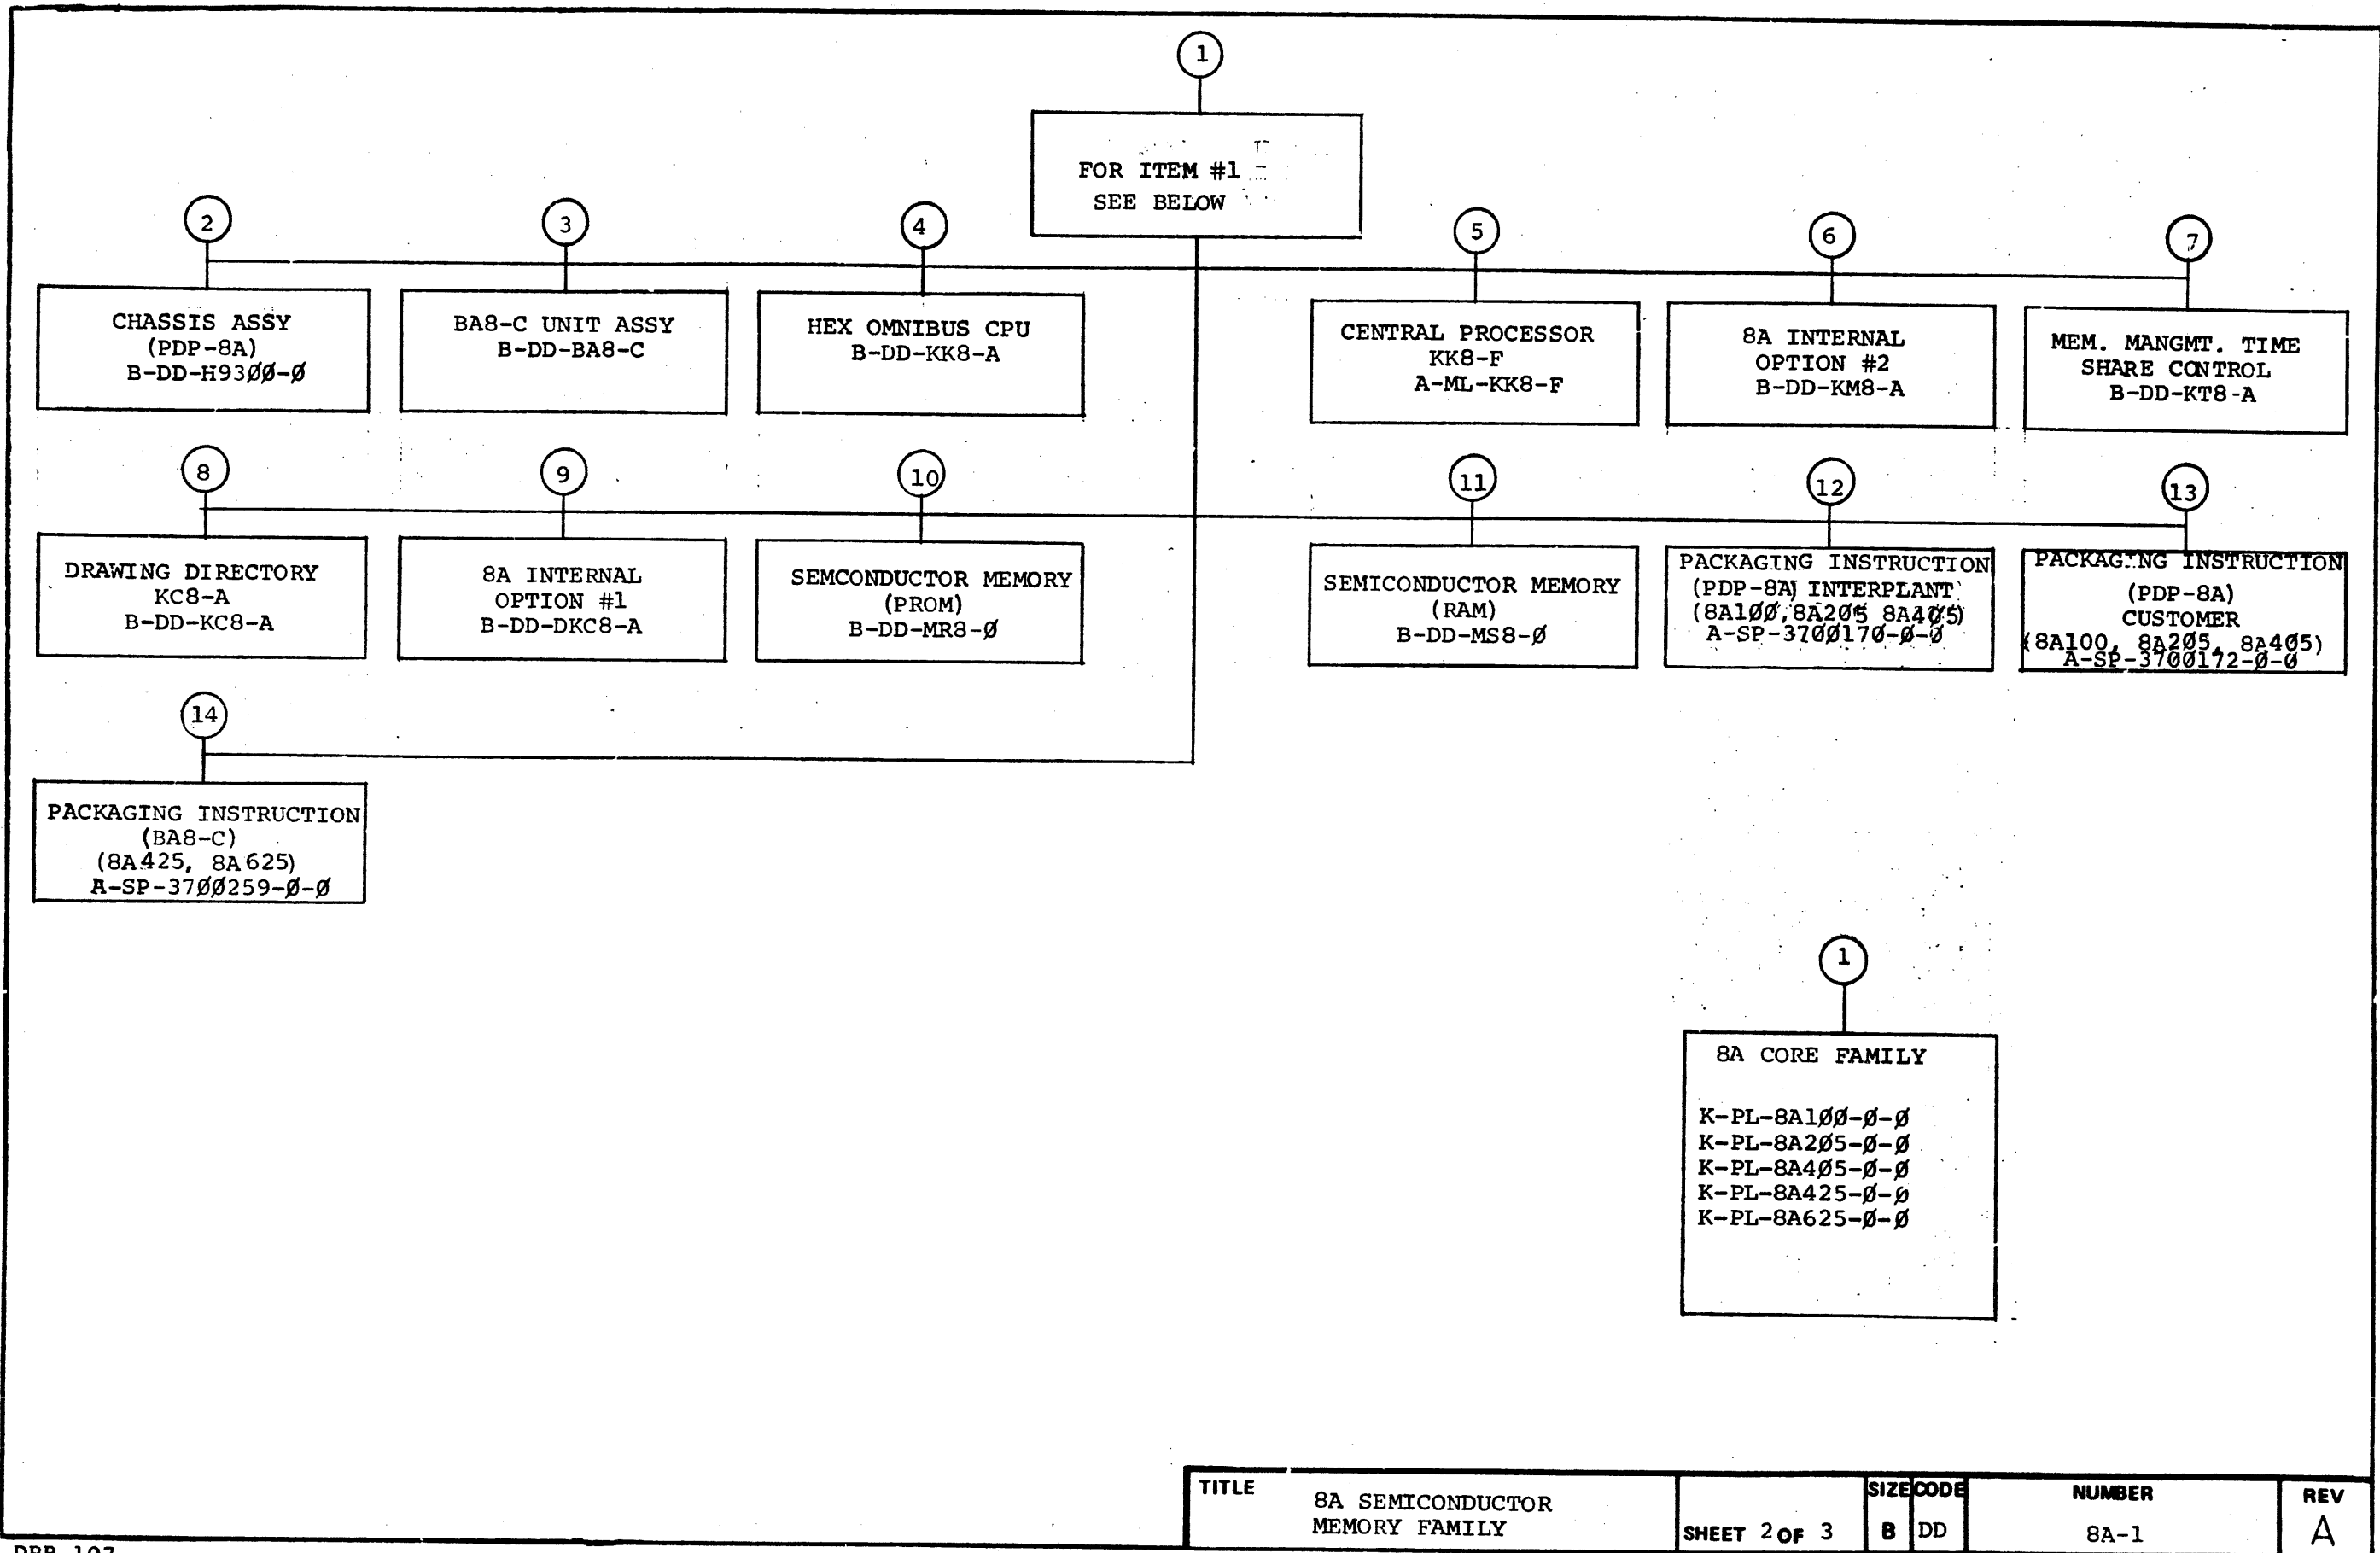 1
FOR ITEM #1
SEE BELOW
2
CHASSIS ASSY
(PDP-8A)
B-DD-H93ØØ-Ø
3
BA8-C UNIT ASSY
B-DD-BA8-C
4
HEX OMNIBUS CPU
B-DD-KK8-A
5
CENTRAL PROCESSOR
KK8-F
A-ML-KK8-F
6
8A INTERNAL
OPTION #2
B-DD-KM8-A
7
MEM. MANGMT. TIME
SHARE CONTROL
B-DD-KT8-A
8
DRAWING DIRECTORY
KC8-A
B-DD-KC8-A
9
8A INTERNAL
OPTION #1
B-DD-DKC8-A
10
SEMCONDUCTOR MEMORY
(PROM)
B-DD-MR8-Ø
11
SEMICONDUCTOR MEMORY
(RAM)
B-DD-MS8-Ø
12
PACKAGING INSTRUCTION
(PDP-8A) INTERPLANT
(8A1ØØ,8A2Ø5 8A4Ø5)
A-SP-37ØØ17Ø-Ø-Ø
13
PACKAGING INSTRUCTION
(PDP-8A)
CUSTOMER
(8A100, 8A2Ø5, 8A4Ø5)
A-SP-37ØØ172-Ø-Ø
14
PACKAGING INSTRUCTION
(BA8-C)
(8A425, 8A625)
A-SP-37ØØ259-Ø-Ø
1
8A CORE FAMILY
K-PL-8A1ØØ-Ø-Ø
K-PL-8A2Ø5-Ø-Ø
K-PL-8A4Ø5-Ø-Ø
K-PL-8A425-Ø-Ø
K-PL-8A625-Ø-Ø
TITLE
8A SEMICONDUCTOR
MEMORY FAMILY
SHEET 2 OF 3
SIZE
B
CODE
DD
NUMBER
8A-1
REV
A